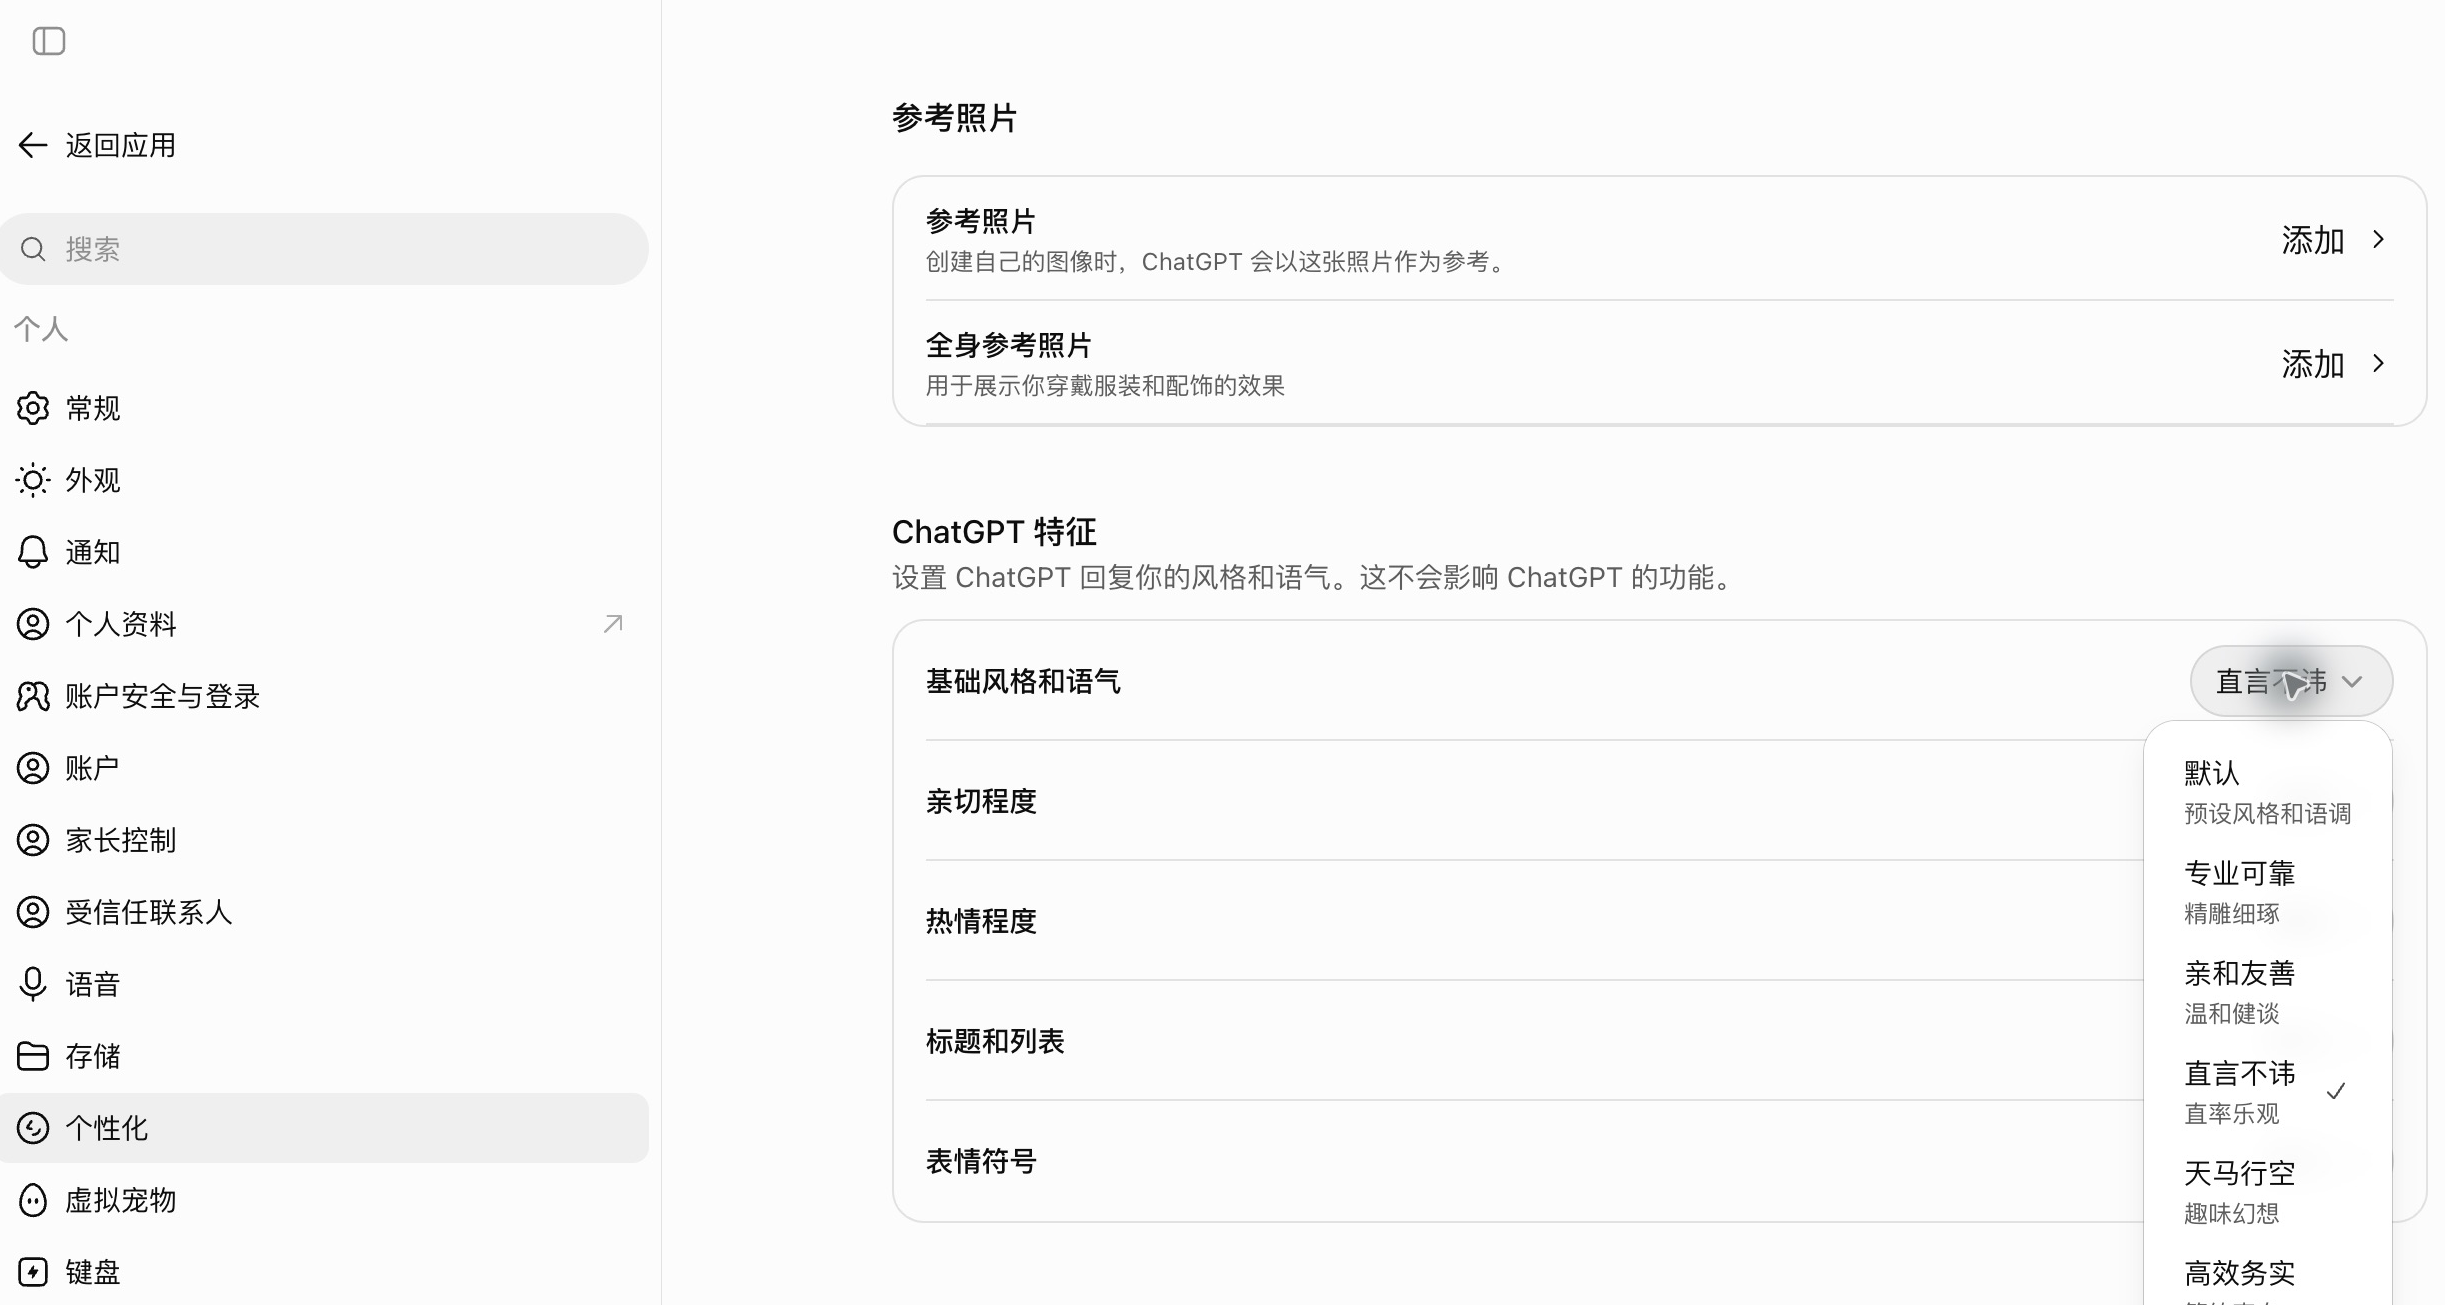 返回应用
搜索
个人
常规
外观
通知
个人资料
账户安全与登录
账户
家长控制
受信任联系人
语音
存储
个性化
虚拟宠物
键盘
参考照片
参考照片
创建自己的图像时，ChatGPT 会以这张照片作为参考。
添加
全身参考照片
用于展示你穿戴服装和配饰的效果
添加
ChatGPT 特征
设置 ChatGPT 回复你的风格和语气。这不会影响 ChatGPT 的功能。
基础风格和语气
直言不讳
亲切程度
热情程度
标题和列表
表情符号
默认
预设风格和语调
专业可靠
精雕细琢
亲和友善
温和健谈
直言不讳
直率乐观
天马行空
趣味幻想
高效务实